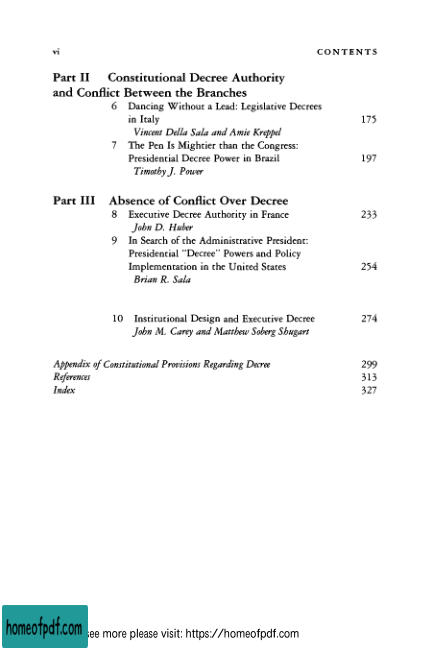 vi CONTENTS
Part II Constitutional Decree Authority
and Conflict Between the Branches
6 Dancing Without a Lead: Legislative Decrees
in Italy 175
Vincent Della Sala and Amie Kreppel
7 The Pen Is Mightier than the Congress:
Presidential Decree Power in Brazil 197
Timothy J. Power
Part III Absence of Conflict Over Decree
8 Executive Decree Authority in France 233
John D. Huber
9 In Search of the Administrative President:
Presidential "Decree" Powers and Policy
Implementation in the United States 254
Brian R. Sala
10 Institutional Design and Executive Decree 274
John M. Carey and Matthew Soberg Shugart
Appendix of Constitutional Provisions Regarding Decree 299
References 313
Index 327
homeofpdf.com see more please visit: https://homeofpdf.com